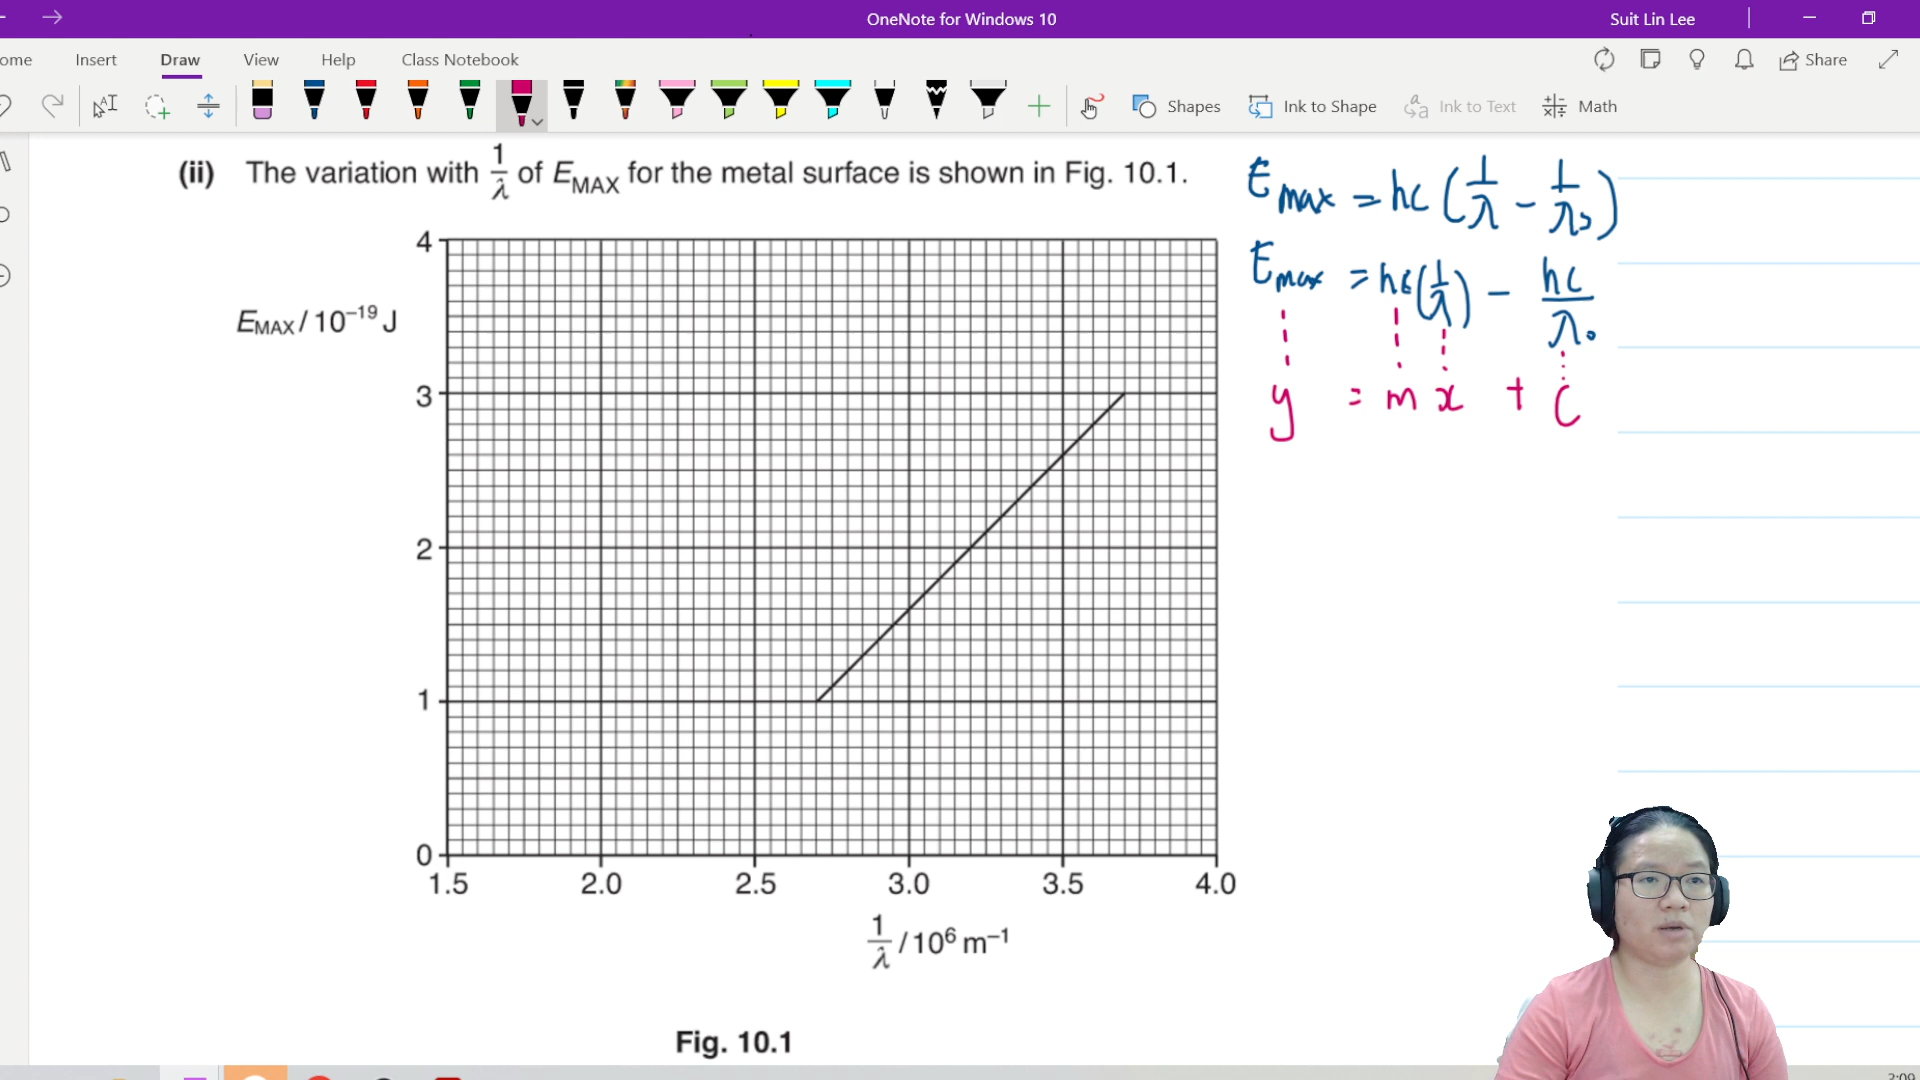 OneNote for Windows 10
Suit Lin Lee
ome Insert Draw View Help Class Notebook
Share
Shapes Ink to Shape Ink to Text Math
(ii) The variation with 1/λ of EMAX for the metal surface is shown in Fig. 10.1.
4
3
2
1
0
EMAX / 10⁻¹⁹ J
1.5 2.0 2.5 3.0 3.5 4.0
1/λ / 10⁶ m⁻¹
Fig. 10.1
Emax = hc (1/λ - 1/λ₀)
Emax = hc (1/λ) - hc/λ₀
y = m x + c